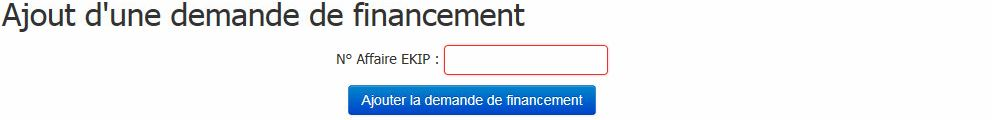 Ajout d'une demande de financement
N° Affaire EKIP :
Ajouter la demande de financement